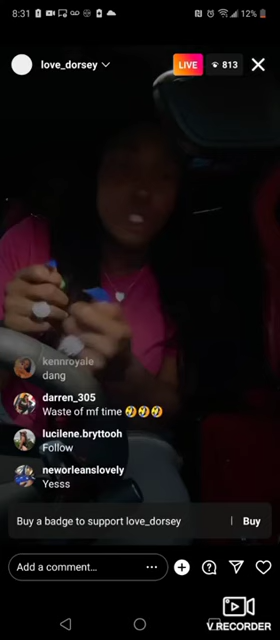 8:31
12%
love_dorsey
LIVE
813
kennroyale
dang
darren_305
Waste of mf time 🤣🤣🤣
lucilene.bryttooh
Follow
neworleanslovely
Yesss
Buy a badge to support love_dorsey
Buy
Add a comment...
V.RECORDER